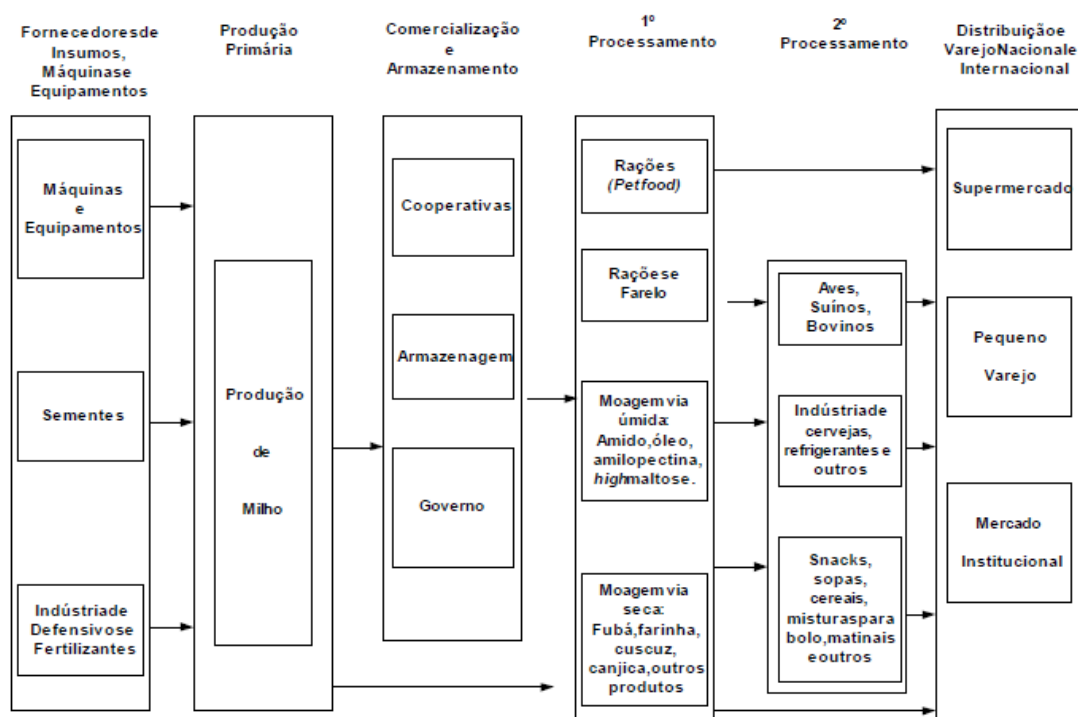 Fornecedoresde
Insumos,
Máquinase
Equipamentos
Produção
Primária
Comercialização
e
Armazenamento
1º
Processamento
2º
Processamento
Distribuiçãoe
VarejoNacionale
Internacional
Máquinas
e
Equipamentos
Sementes
Indústriade
Defensivose
Fertilizantes
Produção
de
Milho
Cooperativas
Armazenagem
Governo
Rações
(Petfood)
Raçõese
Farelo
Moagemvia
úmida:
Amido,óleo,
amilopectina,
highmaltose.
Moagemvia
seca:
Fubá,farinha,
cuscuz,
canjica,outros
produtos
Aves,
Suínos,
Bovinos
Indústriade
cervejas,
refrigerantese
outros
Snacks,
sopas,
cereais,
misturaspara
bolo,matinais
eoutros
Supermercado
Pequeno
Varejo
Mercado
Institucional